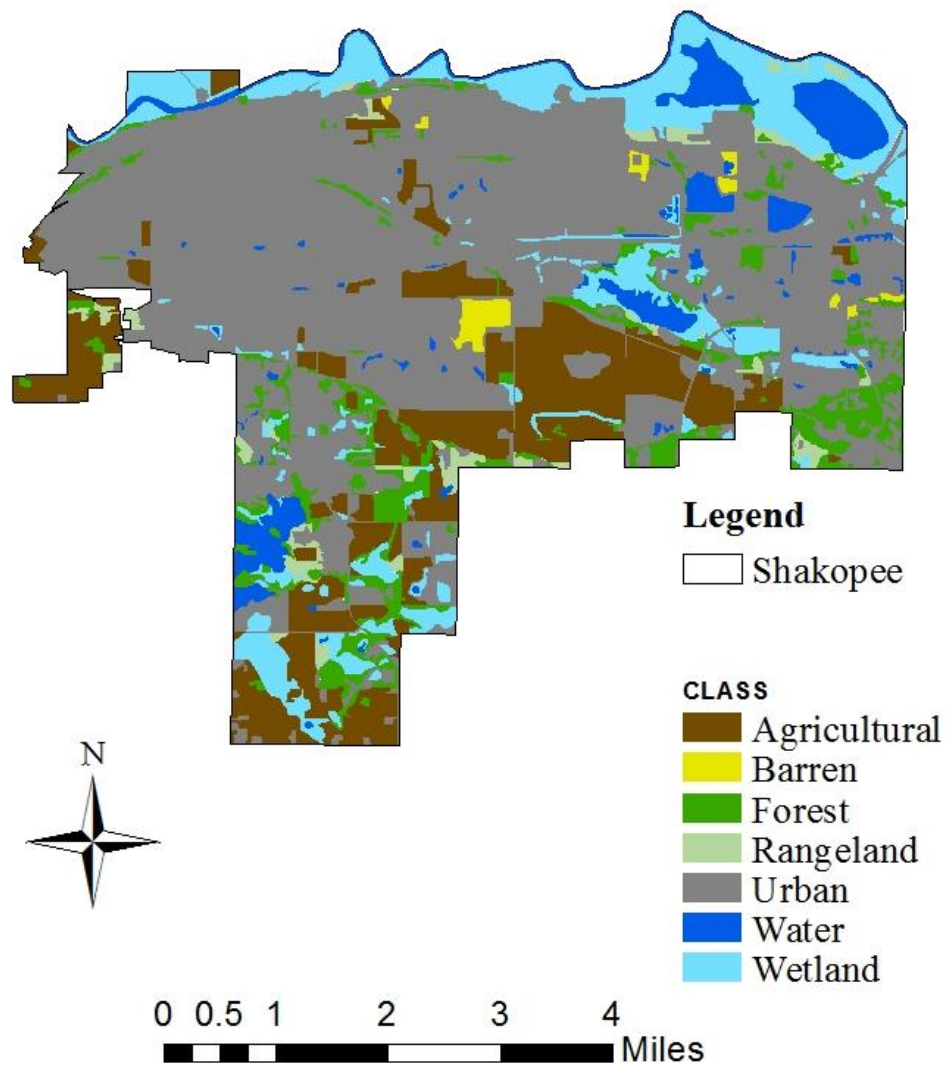 Legend
Shakopee
CLASS
Agricultural
Barren
Forest
Rangeland
Urban
Water
Wetland
N
0 0.5 1 2 3 4
Miles